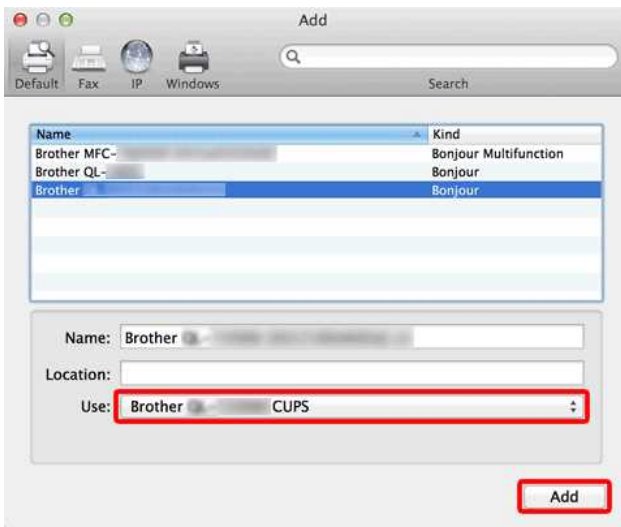 Add
Default Fax IP Windows Search
Name Kind
Brother MFC- Bonjour Multifunction
Brother QL- Bonjour
Brother Bonjour
Name: Brother
Location:
Use: Brother CUPS
Add